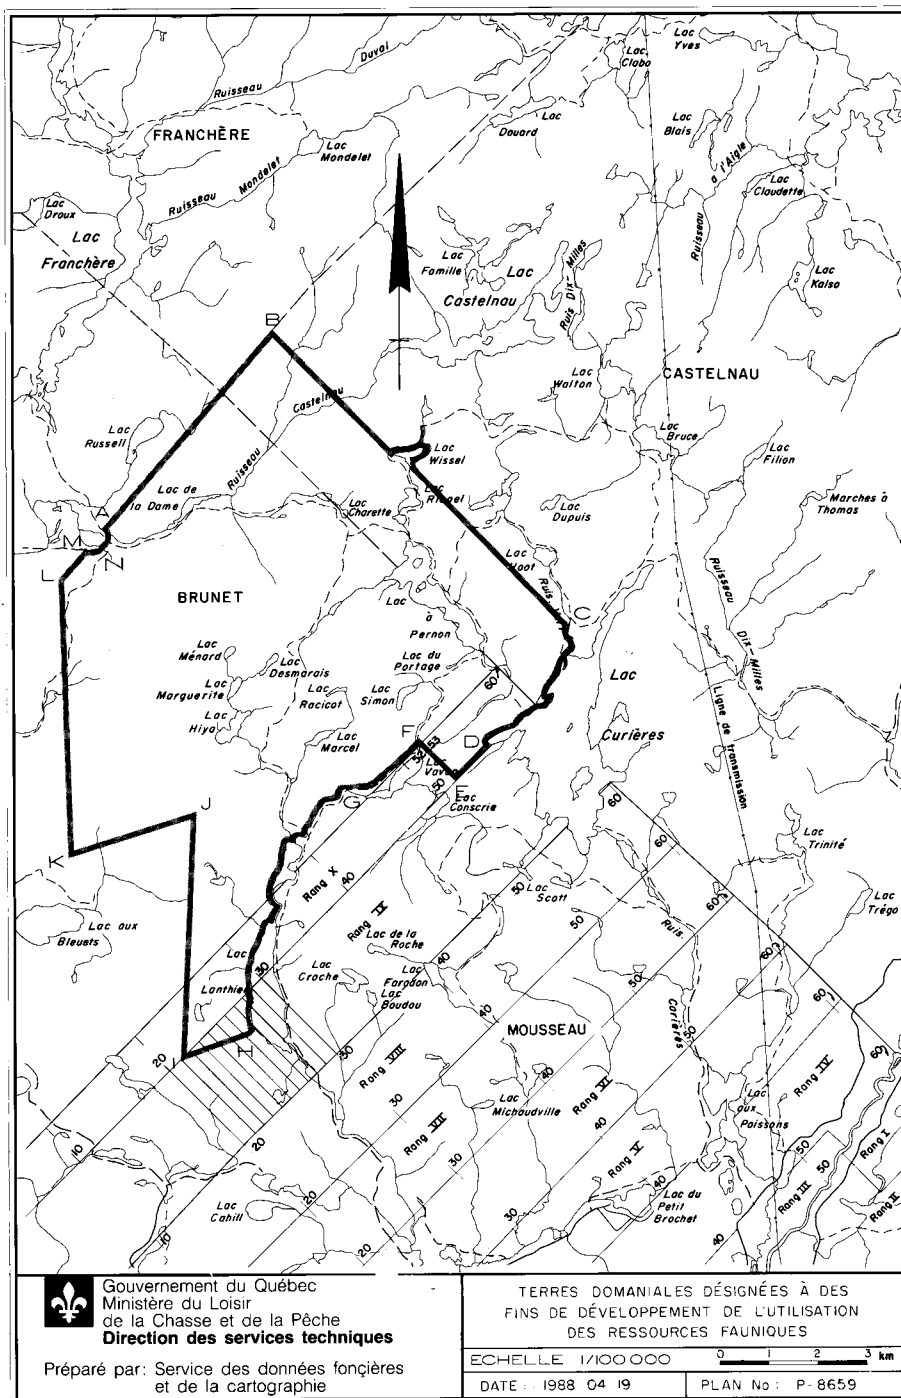 Lac
Yves
Lac
Clabo
Duval
Ruisseau
Lac
Douard
Lac
Blais
FRANCHÈRE
Lac
Mondelet
Ruisseau Mondelet
Ruisseau à l'Aigle
Lac
Claudette
Lac
Droux
Lac
Franchère
Lac
Famille
Lac
Castelnau
Ruis Dix-Milles
Lac
Kalso
B
Lac
Walton
CASTELNAU
Ruisseau Castelnau
Lac
Russell
Lac
Wissel
Lac
Bruce
Lac
Filion
Lac de
la Dame
Lac
Lac
Charette
Lac
Dupuis
Marches à
Thomas
A
M
N
L
Lac
Ruis.
C
BRUNET
Lac
à
Pernon
Ruisseau
Dix-Milles
Lac
Ménard
Lac
Desmarais
Lac du
Portage
Lac
Marguerite
Lac
Racicot
Lac
Simon
60
Lac
Curières
Ligne de transmission
Lac
Hiya
Lac
Marcel
F
53
D
Lac
50
E
G
Lac
Conscrie
60
J
K
Rang X
40
60
Lac
Trinité
50
Lac
Scott
50
60
Lac
Trégo
Rang IX
Lac aux
Bleuets
Lac
Lanthier
30
Lac de la
Roche
40
Ruis.
Curières
60
Lac
Croche
Lac
Fargdon
Lac
Boudou
50
60
40
50
60
MOUSSEAU
H
I
20
30
Rang VIII
40
Rang IV
30
Lac
Michaudville
Rang VI
Lac
aux
Poissons
10
20
Rang VII
30
40
Rang V
50
50
Rang I
Rang III
Rang II
Lac
Cahill
20
30
40
Lac du
Petit
Brochet
10
20
40
Gouvernement du Québec
Ministère du Loisir
de la Chasse et de la Pêche
Direction des services techniques
Préparé par: Service des données fonçières
et de la cartographie
TERRES DOMANIALES DÉSIGNÉES À DES
FINS DE DÉVELOPPEMENT DE L'UTILISATION
DES RESSOURCES FAUNIQUES
ECHELLE 1/100 000
0 1 2 3 km
DATE : 1988 04 19
PLAN No : P-8659